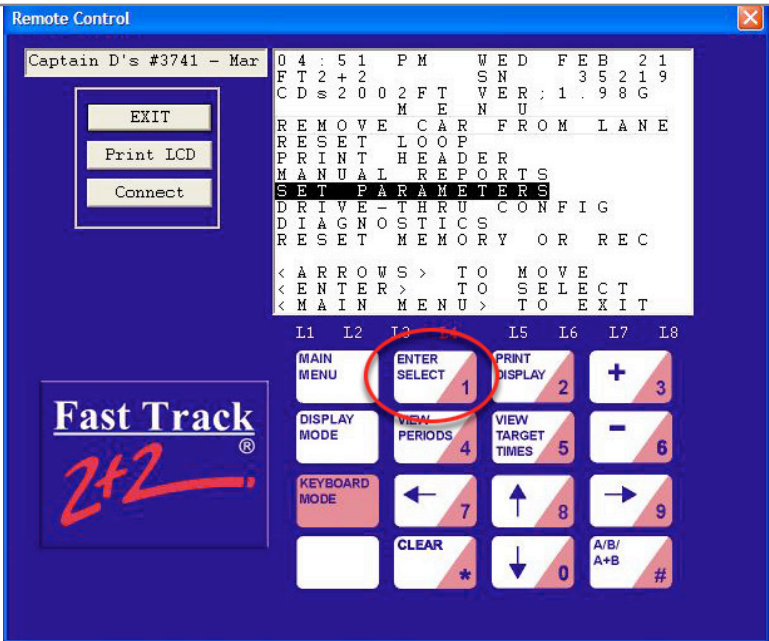 Remote Control
Captain D's #3741 - Mar
EXIT
Print LCD
Connect
04:51 PM WED FEB 21
FT2+2 SN 35219
CDs2002FT VER;1.98G
MENU
REMOVE CAR FROM LANE
RESET LOOP
PRINT HEADER
MANUAL REPORTS
SET PARAMETERS
DRIVE-THRU CONFIG
DIAGNOSTICS
RESET MEMORY OR REC
<ARROWS> TO MOVE
<ENTER> TO SELECT
<MAIN MENU> TO EXIT
L1 L2 L3 L4 L5 L6 L7 L8
MAIN MENU
ENTER SELECT 1
PRINT DISPLAY 2
+ 3
DISPLAY MODE
VIEW PERIODS 4
VIEW TARGET TIMES 5
- 6
KEYBOARD MODE
← 7
↑ 8
→ 9
CLEAR *
↓ 0
A/B/ A+B #
Fast Track
®
2+2